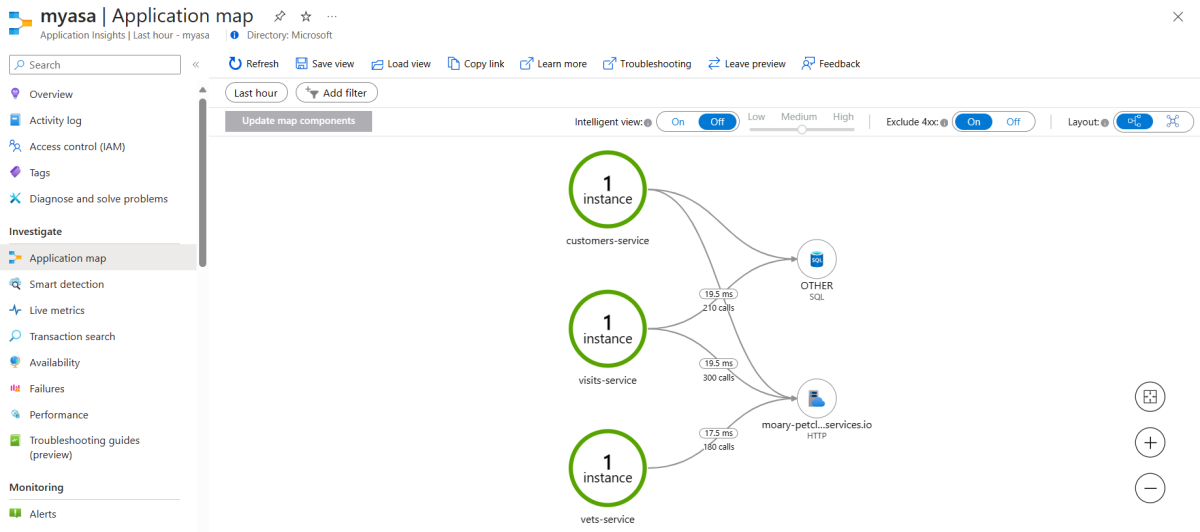 myasa | Application map
Application Insights | Last hour - myasa
Directory: Microsoft
Search
Refresh
Save view
Load view
Copy link
Learn more
Troubleshooting
Leave preview
Feedback
Last hour
Add filter
Update map components
Intelligent view:
On
Off
Low
Medium
High
Exclude 4xx:
On
Off
Layout:
Overview
Activity log
Access control (IAM)
Tags
Diagnose and solve problems
Investigate
Application map
Smart detection
Live metrics
Transaction search
Availability
Failures
Performance
Troubleshooting guides
(preview)
Monitoring
Alerts
1
instance
customers-service
1
instance
visits-service
1
instance
vets-service
19.5 ms
210 calls
19.5 ms
300 calls
17.5 ms
180 calls
SQL
OTHER
SQL
moary-petcl...services.io
HTTP